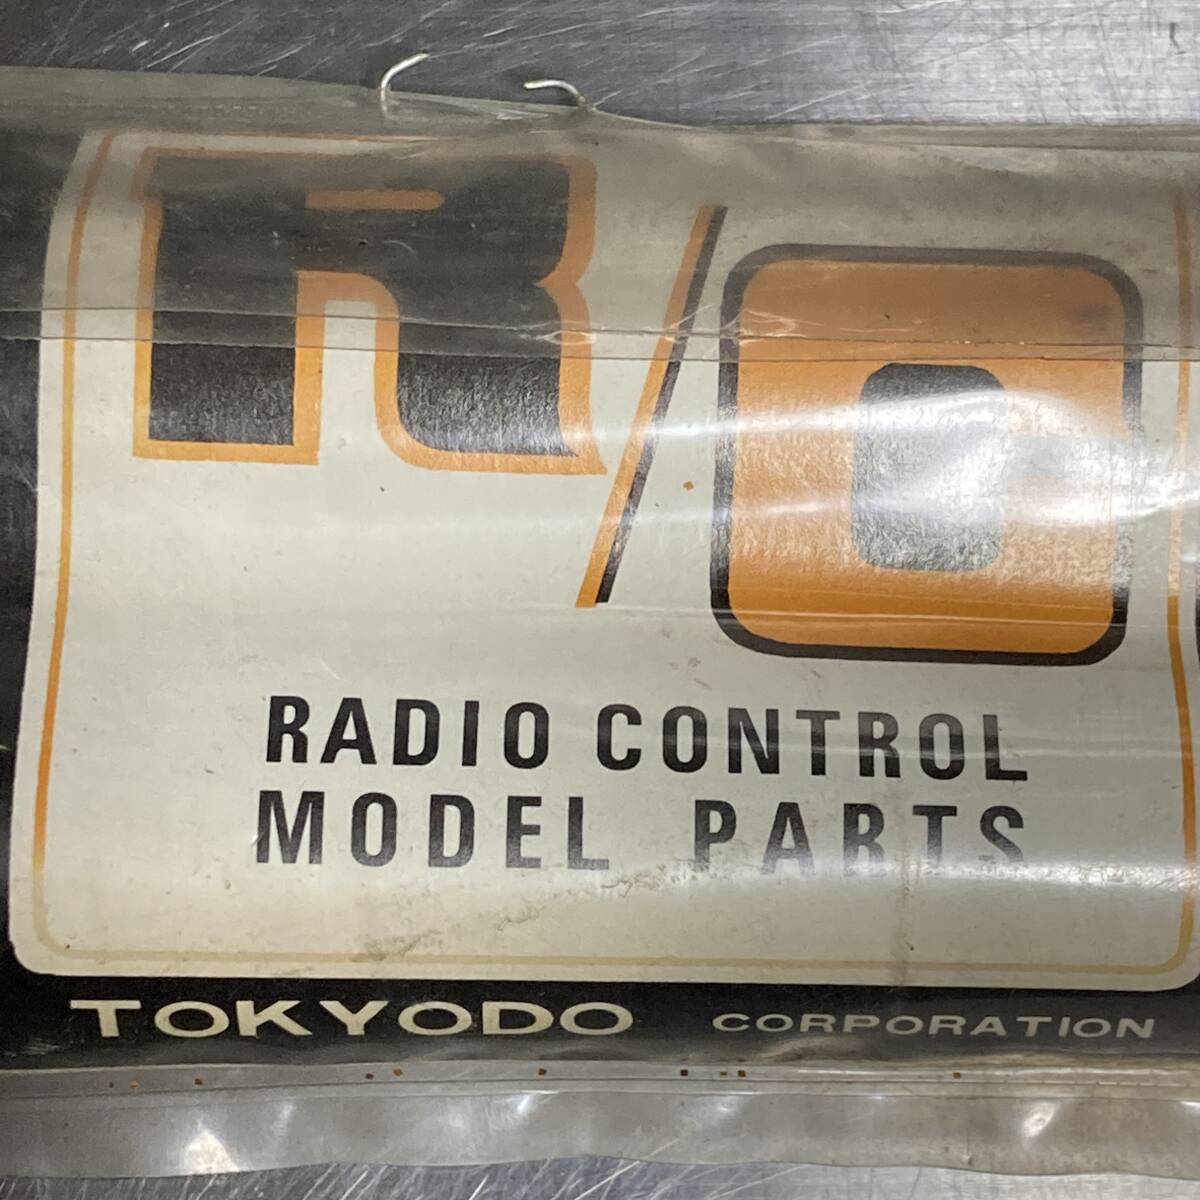 R/C
RADIO CONTROL
MODEL PARTS
TOKYODO CORPORATION